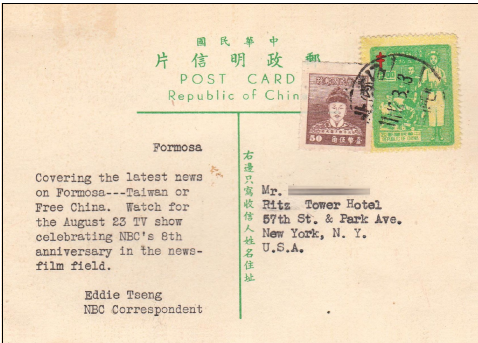 中華民國
郵政明信片
POST CARD
Republic of China
Formosa
Covering the latest news
on Formosa---Taiwan or
Free China. Watch for
the August 23 TV show
celebrating NBC's 8th
anniversary in the news-
film field.
Eddie Tseng
NBC Correspondent
右邊只寫收信人姓名住址
Mr.
Ritz Tower Hotel
57th St. & Park Ave.
New York, N. Y.
U.S.A.
50